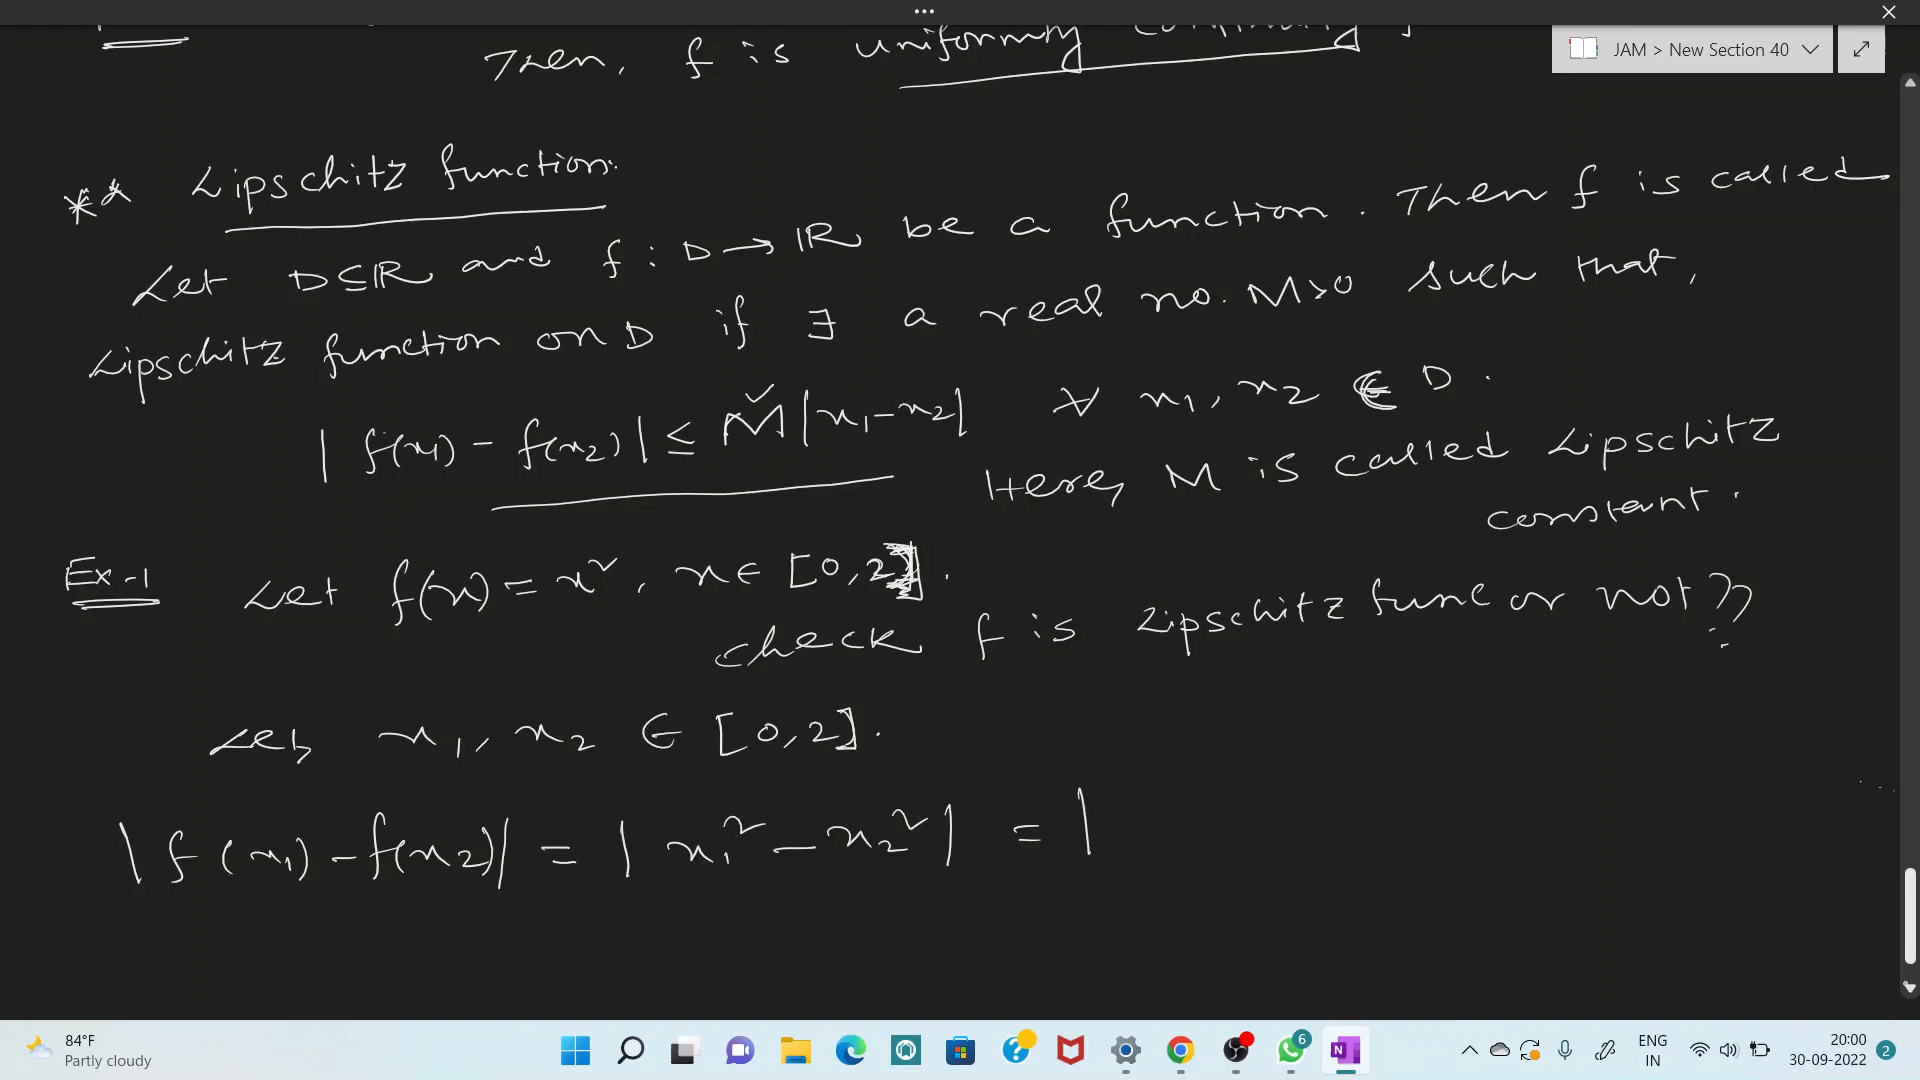 Then, f is uniformly
JAM > New Section 40
** Lipschitz function:
Let D⊆ℝ and f : D → ℝ be a function. Then f is called
Lipschitz function on D if ∃ a real no. M>0 such that,
| f(x1) - f(x2) | ≤ M |x1 - x2| ∀ x1, x2 ∈ D.
Here, M is called Lipschitz
constant.
Ex-1 Let f(x) = x², x ∈ [0,2].
check f is Lipschitz func or not??
Let, x1, x2 ∈ [0,2].
| f(x1) - f(x2) | = | x1² - x2² | = |
84°F
Partly cloudy
6
ENG
IN
20:00
30-09-2022
2